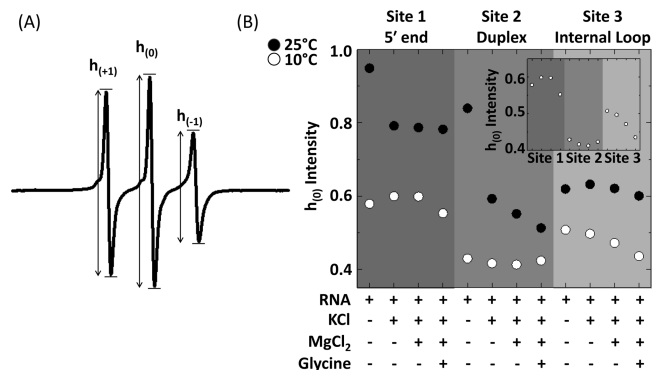 (A)
h(+1)
h(0)
h(-1)
(B)
● 25°C
○ 10°C
Site 1
5′ end
Site 2
Duplex
Site 3
Internal Loop
h(0) Intensity
1.0
0.8
0.6
0.4
h(0) Intensity
0.6
0.5
0.4
Site 1 Site 2 Site 3
RNA + + + + + + + + + + + +
KCl - + + + - + + + - + + +
MgCl2 - - + + - - + + - - + +
Glycine - - - + - - - + - - - +